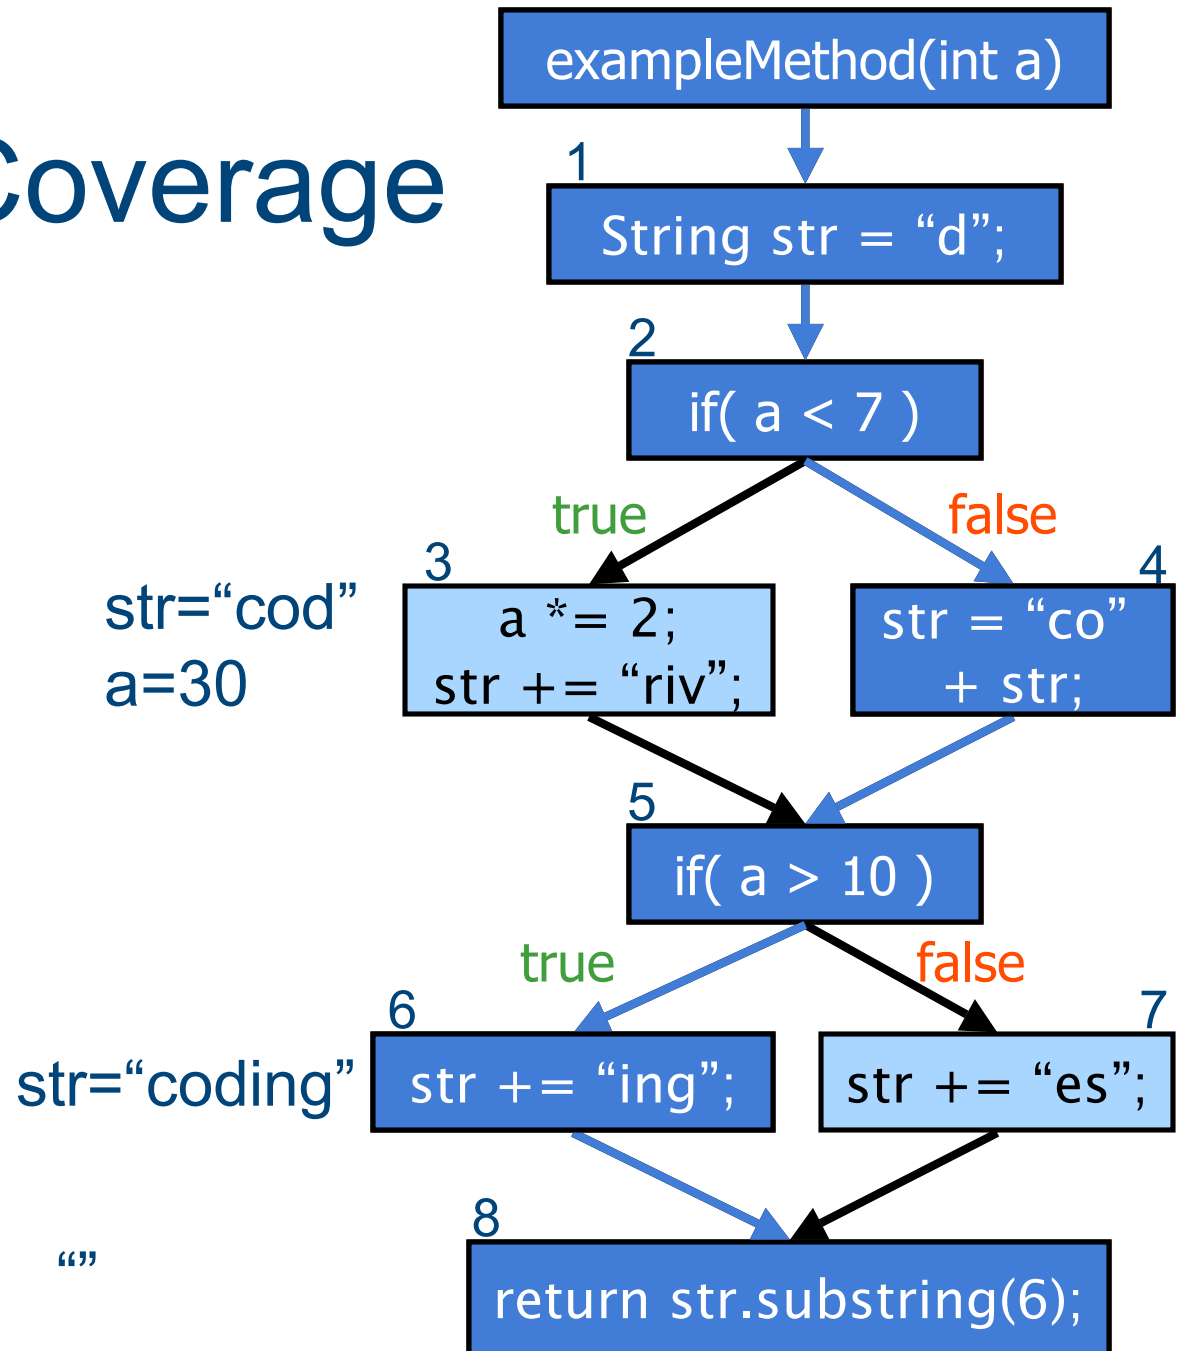 exampleMethod(int a)
Coverage
1
String str = “d”;
2
if( a < 7 )
true
false
3
4
str=“cod”
a=30
a *= 2;
str += “riv”;
str = “co”
+ str;
5
if( a > 10 )
true
false
6
7
str=“coding”
str += “ing”;
str += “es”;
8
“”
return str.substring(6);